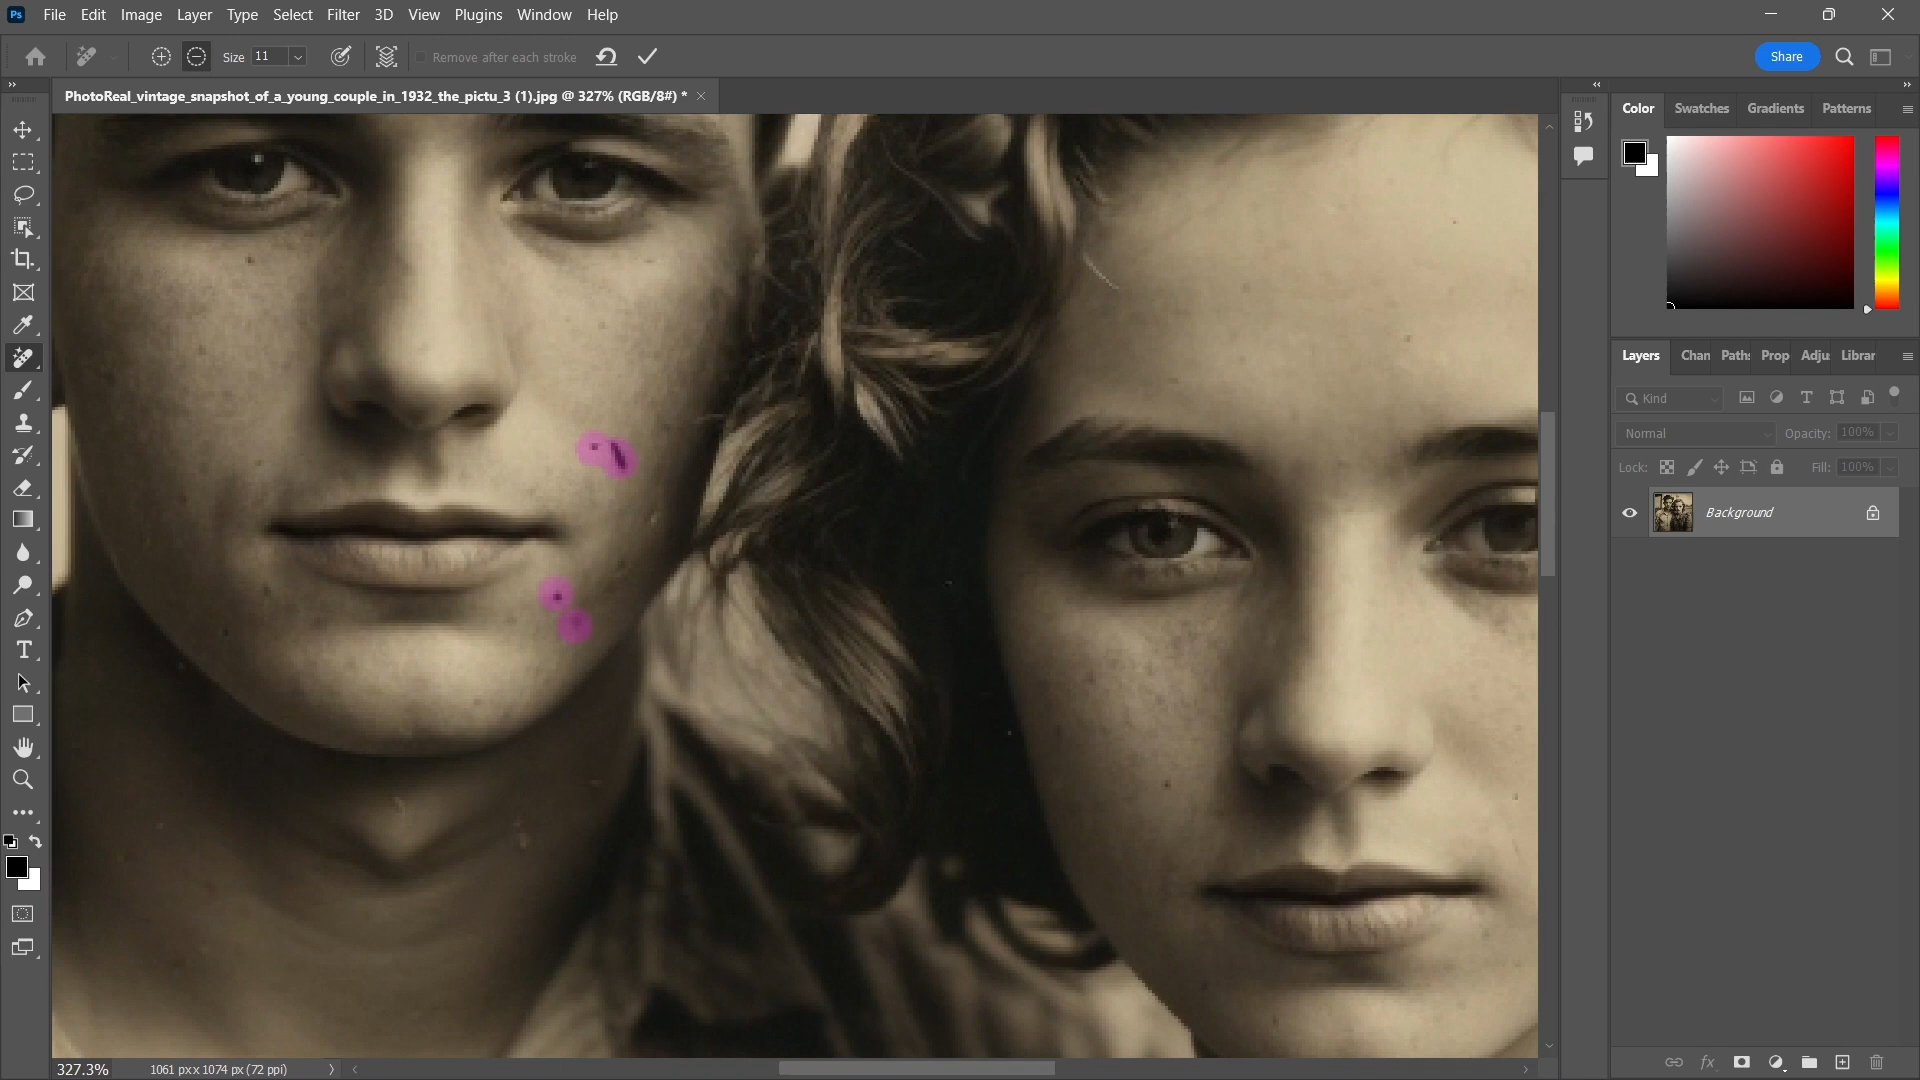 Ps File Edit Image Layer Type Select Filter 3D View Plugins Window Help
Size 11 Remove after each stroke Share
PhotoReal_vintage_snapshot_of_a_young_couple_in_1932_the_pictu_3 (1).jpg @ 327% (RGB/8#) *
Color Swatches Gradients Patterns
Layers Chan Paths Prop Adju Librar
Kind
Normal Opacity: 100%
Lock: Fill: 100%
Background
327.3% 1061 px x 1074 px (72 ppi)